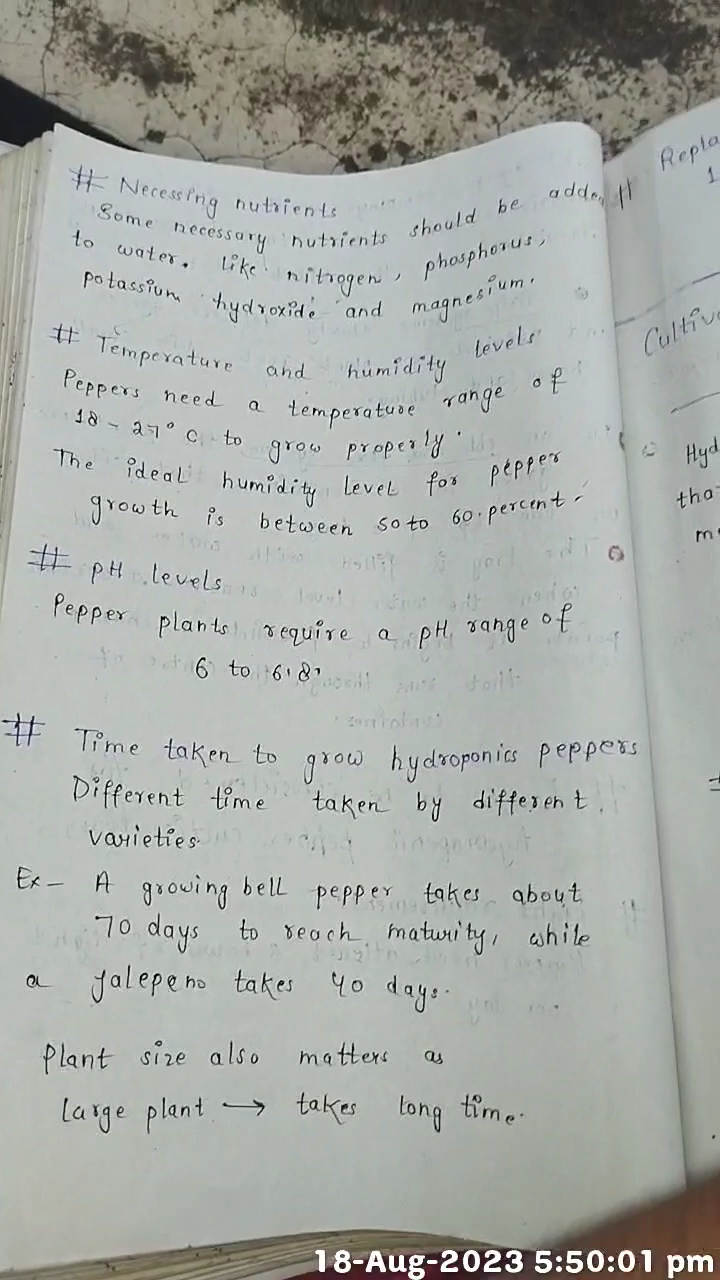 # Necessing nutrients
Some necessary nutrients should be added
to water. Like nitrogen, phosphorus,
potassium hydroxide and magnesium.
# Temperature and humidity levels
Peppers need a temperature range of
18 - 27° C to grow properly.
The ideal humidity level for pepper
growth is between 50 to 60 percent.
# pH levels
Pepper plants require a pH range of
6 to 6.8.
# Time taken to grow hydroponics peppers
Different time taken by different
varieties.
Ex - A growing bell pepper takes about
70 days to reach maturity, while
a jalepeno takes 40 days.
Plant size also matters as
large plant → takes long time.
Repla
1
Cultiv
Hyd
tha
m
18-Aug-2023 5:50:01 pm